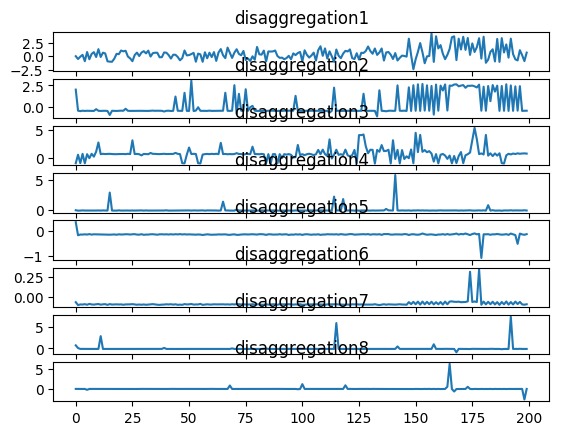 disaggregation1
2.5
0.0
−2.5
disaggregation2
2.5
0.0
disaggregation3
5
0
disaggregation4
5
0
disaggregation5
0
−1
disaggregation6
0.25
0.00
disaggregation7
5
0
disaggregation8
5
0
0 25 50 75 100 125 150 175 200